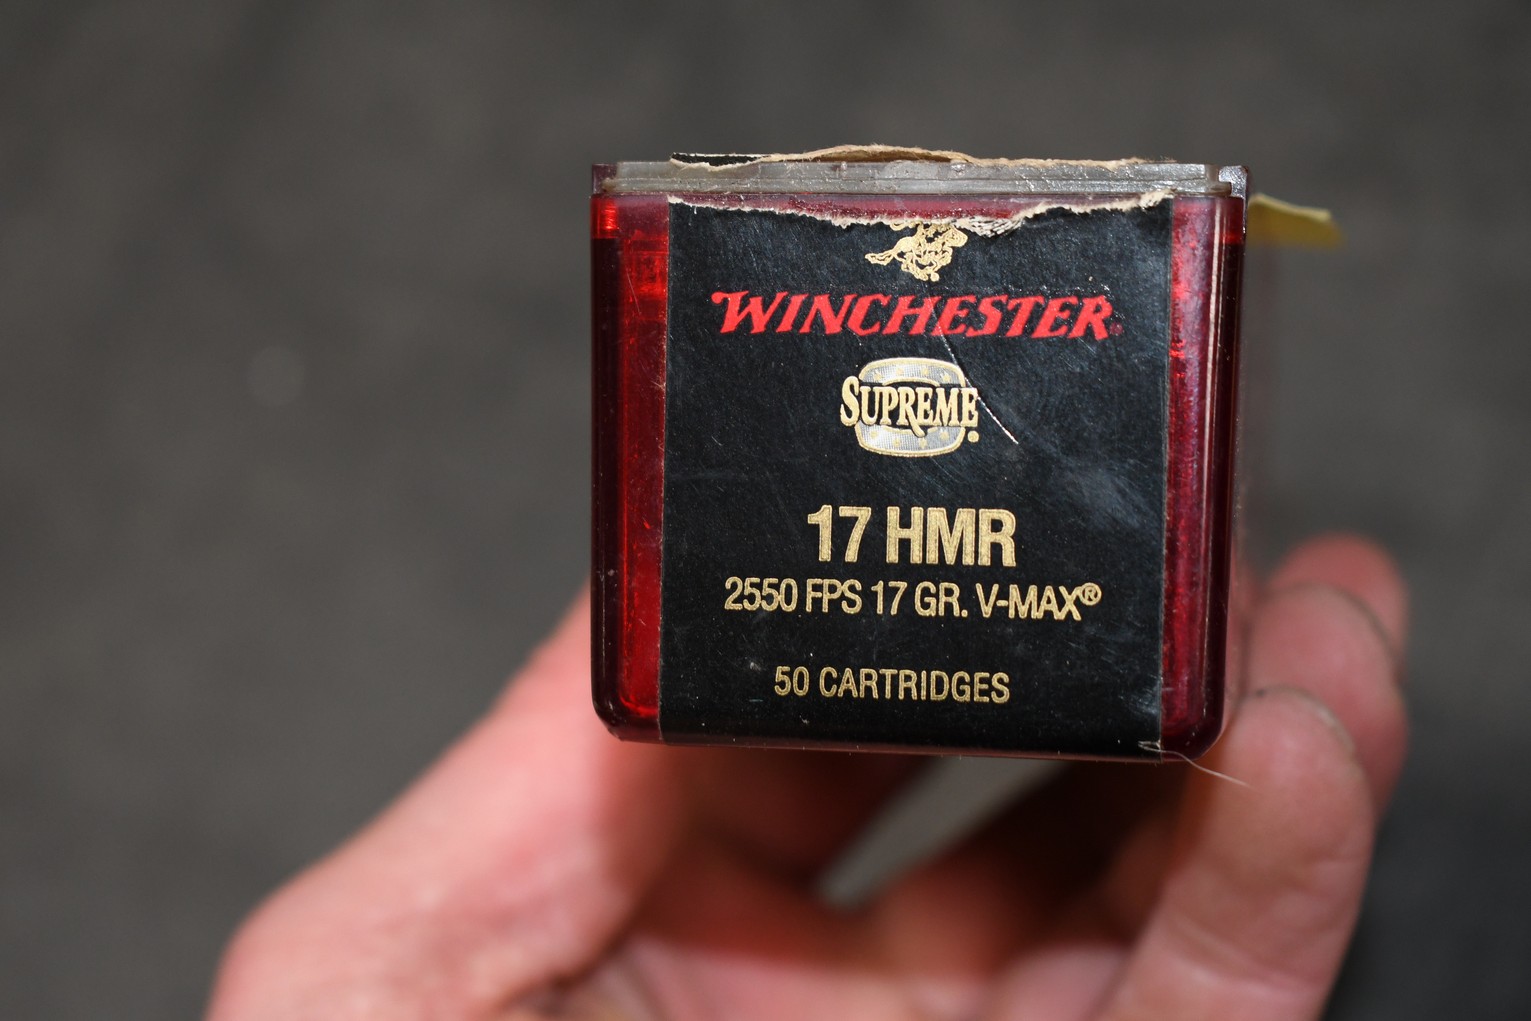 WINCHESTER®
SUPREME®
17 HMR
2550 FPS 17 GR. V-MAX®
50 CARTRIDGES